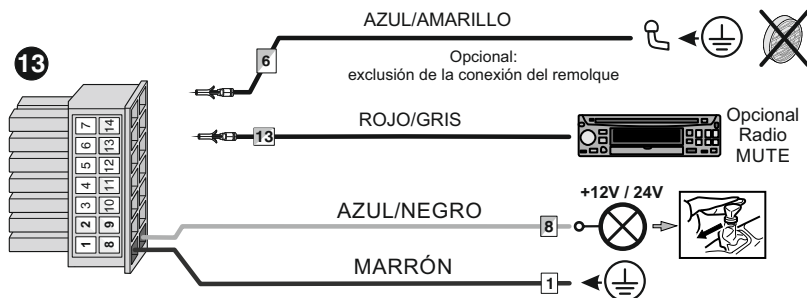 13
AZUL/AMARILLO
6
Opcional:
exclusión de la conexión del remolque
ROJO/GRIS
13
Opcional
Radio
MUTE
7 14
6 13
5 12
4 11
3 10
2 9
1 8
+12V / 24V
AZUL/NEGRO
8
MARRÓN
1